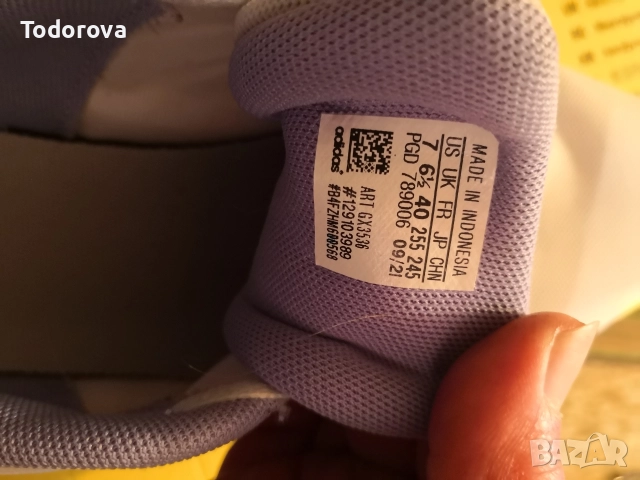 Todorova
MADE IN INDONESIA
US UK FR JP CHN
7 6½ 40 255 245
PGD 789006 09/21
ART GX3536
#129103989
#B4FZHN600568
adidas
BAZAR